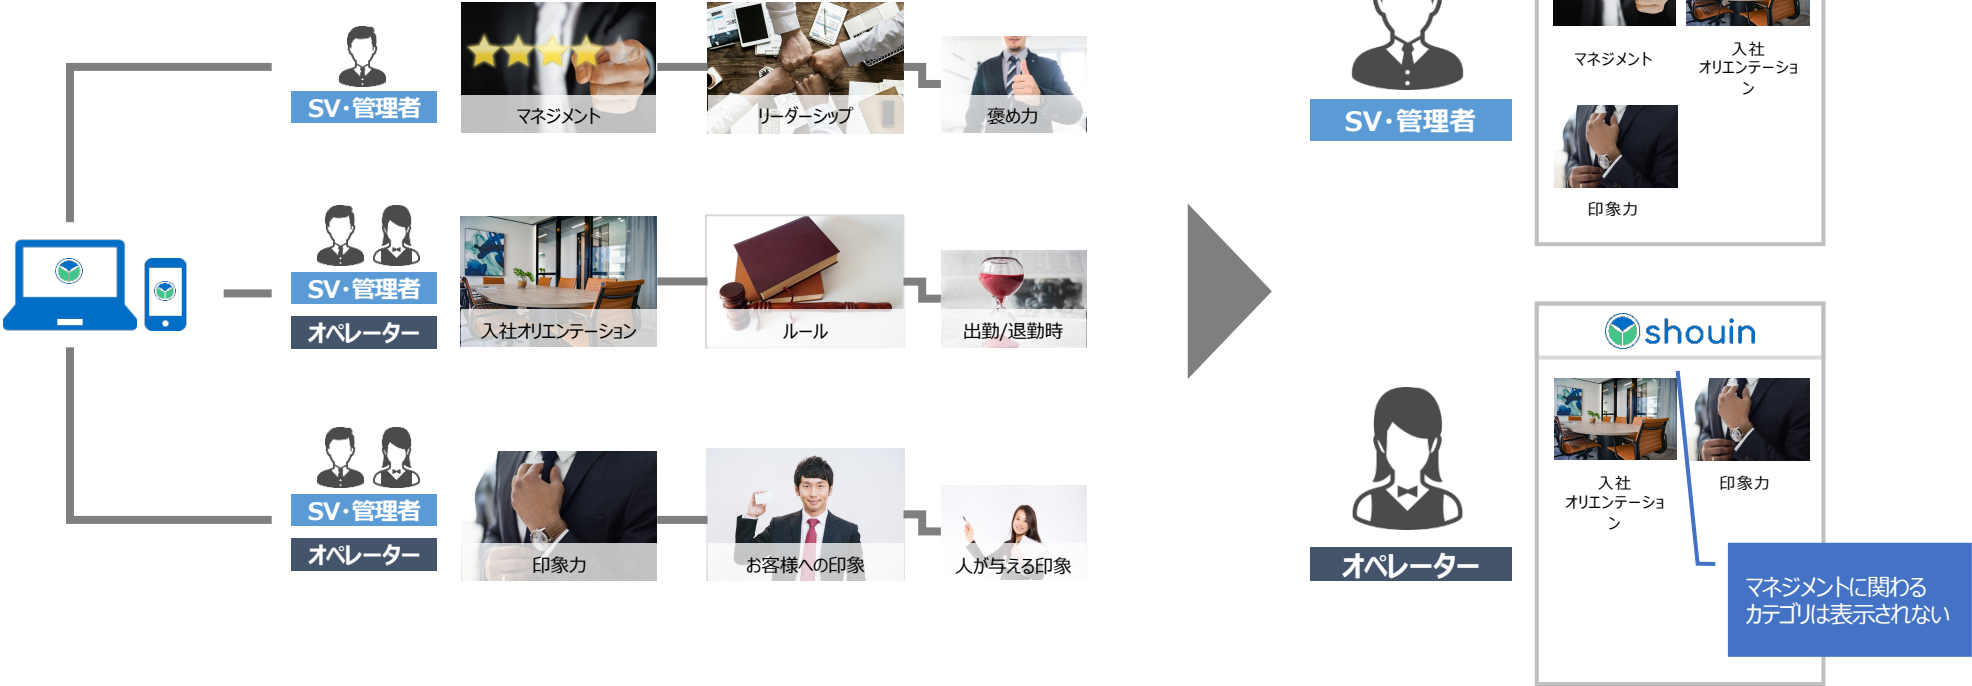 SV・管理者
マネジメント
リーダーシップ
褒め力
SV・管理者
オペレーター
入社オリエンテーション
ルール
出勤/退勤時
SV・管理者
オペレーター
印象力
お客様への印象
人が与える印象
SV・管理者
マネジメント
入社
オリエンテーショ
ン
印象力
オペレーター
shouin
入社
オリエンテーショ
ン
印象力
マネジメントに関わる
カテゴリは表示されない